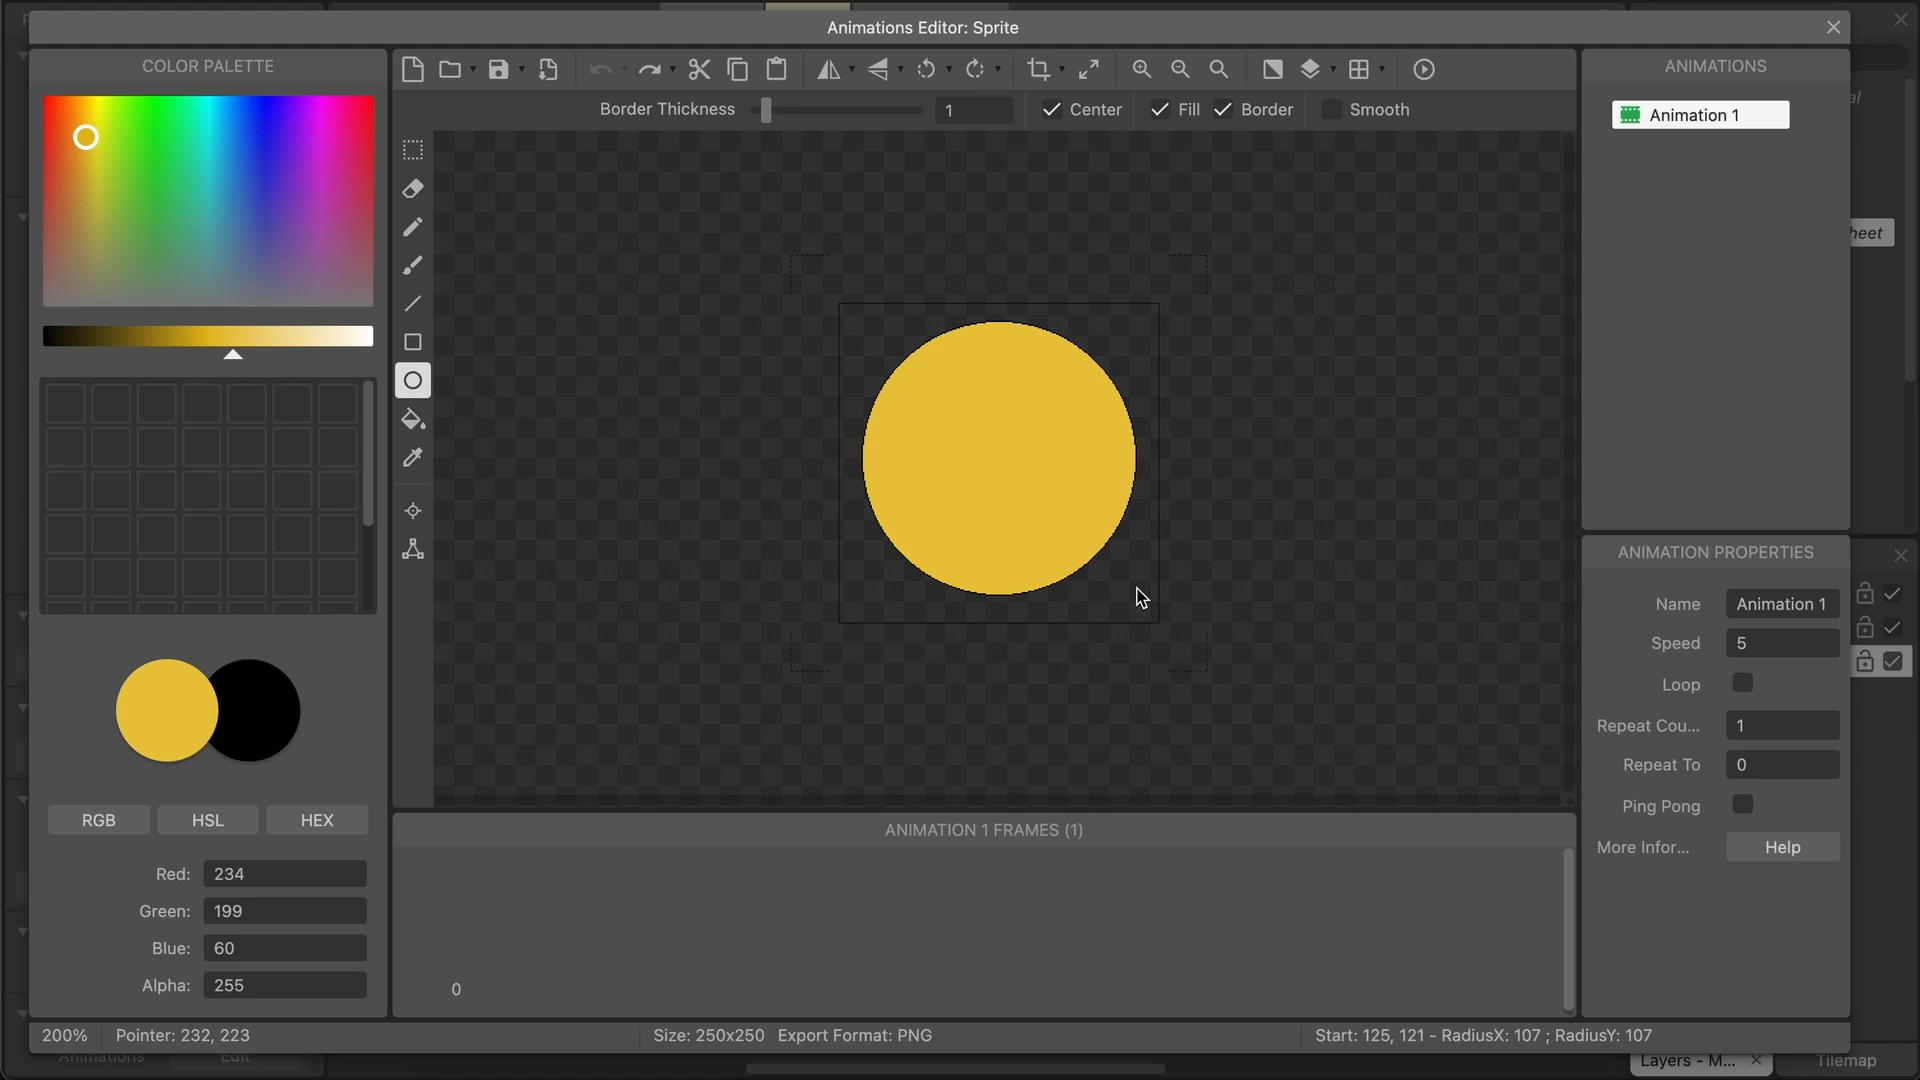 Animations Editor: Sprite
COLOR PALETTE
ANIMATIONS
Border Thickness 1 Center Fill Border Smooth
Animation 1
heet
ANIMATION PROPERTIES
Name Animation 1
Speed 5
Loop
Repeat Cou... 1
Repeat To 0
Ping Pong
More Infor... Help
RGB HSL HEX
Red: 234
Green: 199
Blue: 60
Alpha: 255
ANIMATION 1 FRAMES (1)
0
200% Pointer: 232, 223 Size: 250x250 Export Format: PNG Start: 125, 121 - RadiusX: 107 ; RadiusY: 107
Animations Edit Layers - M... Tilemap